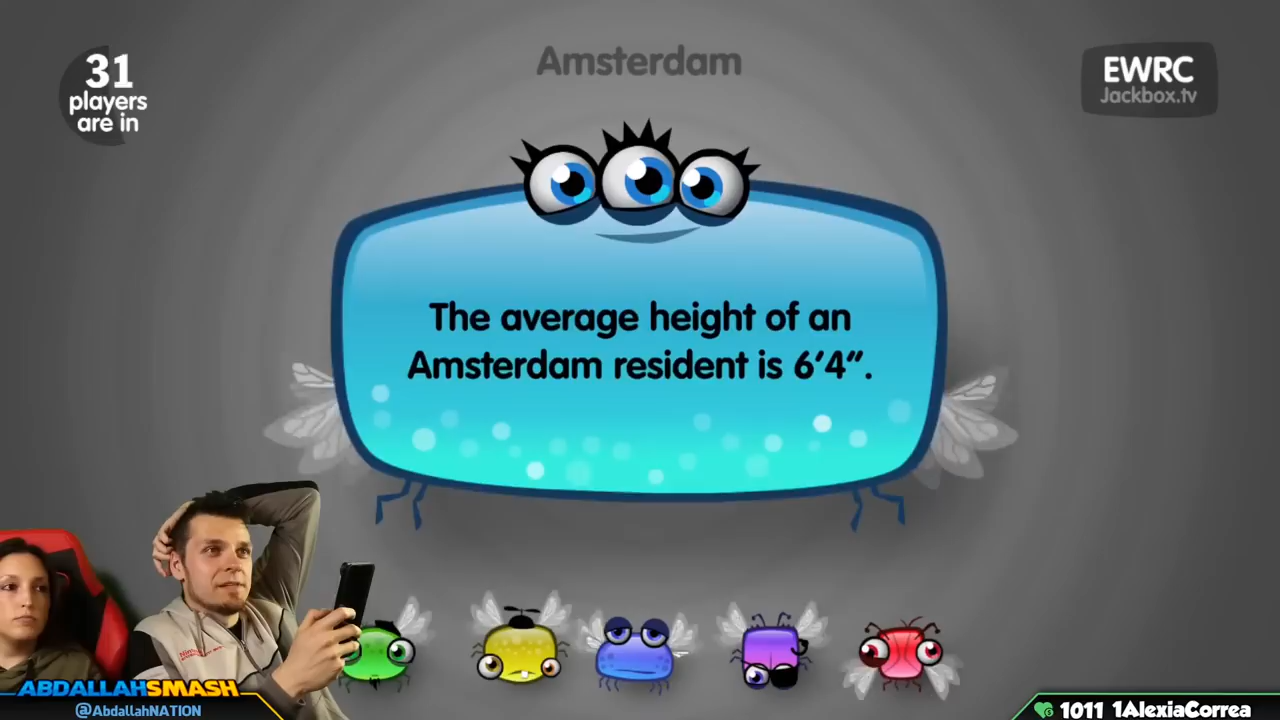 31
players
are in
Amsterdam
EWRC
Jackbox.tv
The average height of an
Amsterdam resident is 6'4".
ABDALLAHSMASH
@AbdallahNATION
1011 1AlexiaCorrea